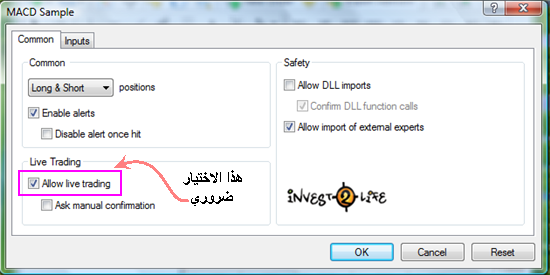 MACD Sample
Common
Inputs
Common
Long & Short
positions
Enable alerts
Disable alert once hit
Live Trading
Allow live trading
Ask manual confirmation
هذا الاختيار
ضروري
Safety
Allow DLL imports
Confirm DLL function calls
Allow import of external experts
iNVEST 2 LiFE
OK
Cancel
Reset